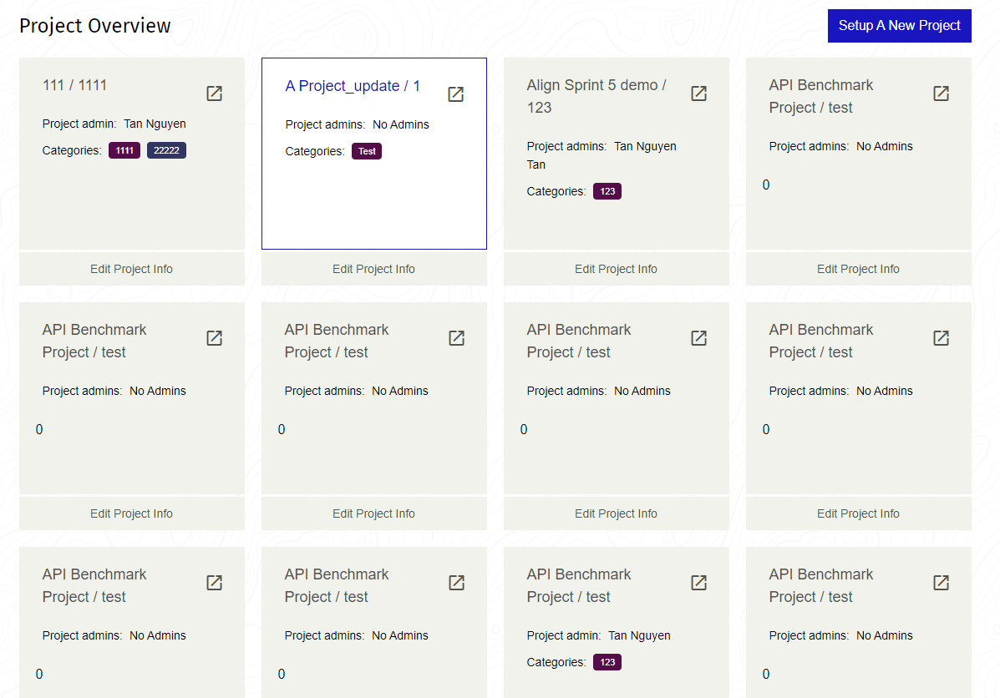 Project Overview
Setup A New Project
111 / 1111
Project admin: Tan Nguyen
Categories: 1111 22222
Edit Project Info
A Project_update / 1
Project admins: No Admins
Categories: Test
Edit Project Info
Align Sprint 5 demo /
123
Project admins: Tan Nguyen
Tan
Categories: 123
Edit Project Info
API Benchmark
Project / test
Project admins: No Admins
0
Edit Project Info
API Benchmark
Project / test
Project admins: No Admins
0
Edit Project Info
API Benchmark
Project / test
Project admins: No Admins
0
Edit Project Info
API Benchmark
Project / test
Project admins: No Admins
0
Edit Project Info
API Benchmark
Project / test
Project admins: No Admins
0
Edit Project Info
API Benchmark
Project / test
Project admins: No Admins
0
API Benchmark
Project / test
Project admins: No Admins
0
API Benchmark
Project / test
Project admin: Tan Nguyen
Categories: 123
API Benchmark
Project / test
Project admins: No Admins
0